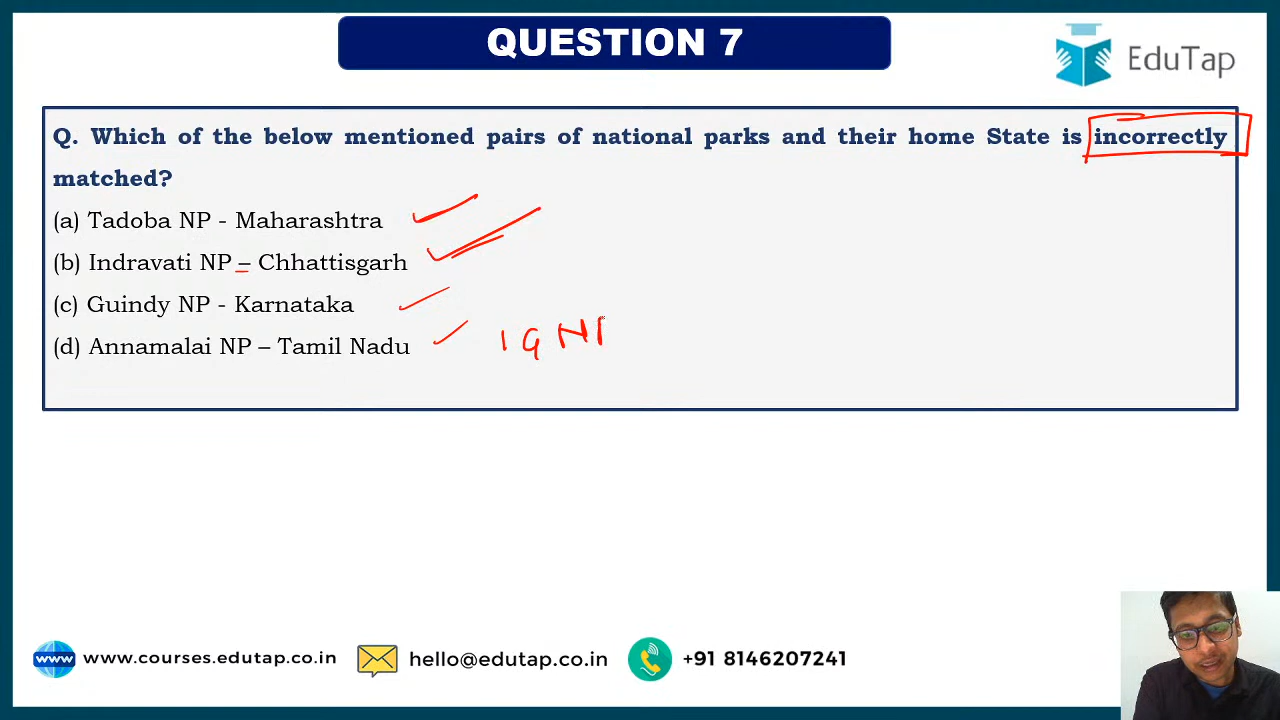 QUESTION 7
EduTap
Q. Which of the below mentioned pairs of national parks and their home State is incorrectly
matched?
(a) Tadoba NP - Maharashtra
(b) Indravati NP – Chhattisgarh
(c) Guindy NP - Karnataka
(d) Annamalai NP – Tamil Nadu
IGNP
www www.courses.edutap.co.in hello@edutap.co.in +91 8146207241